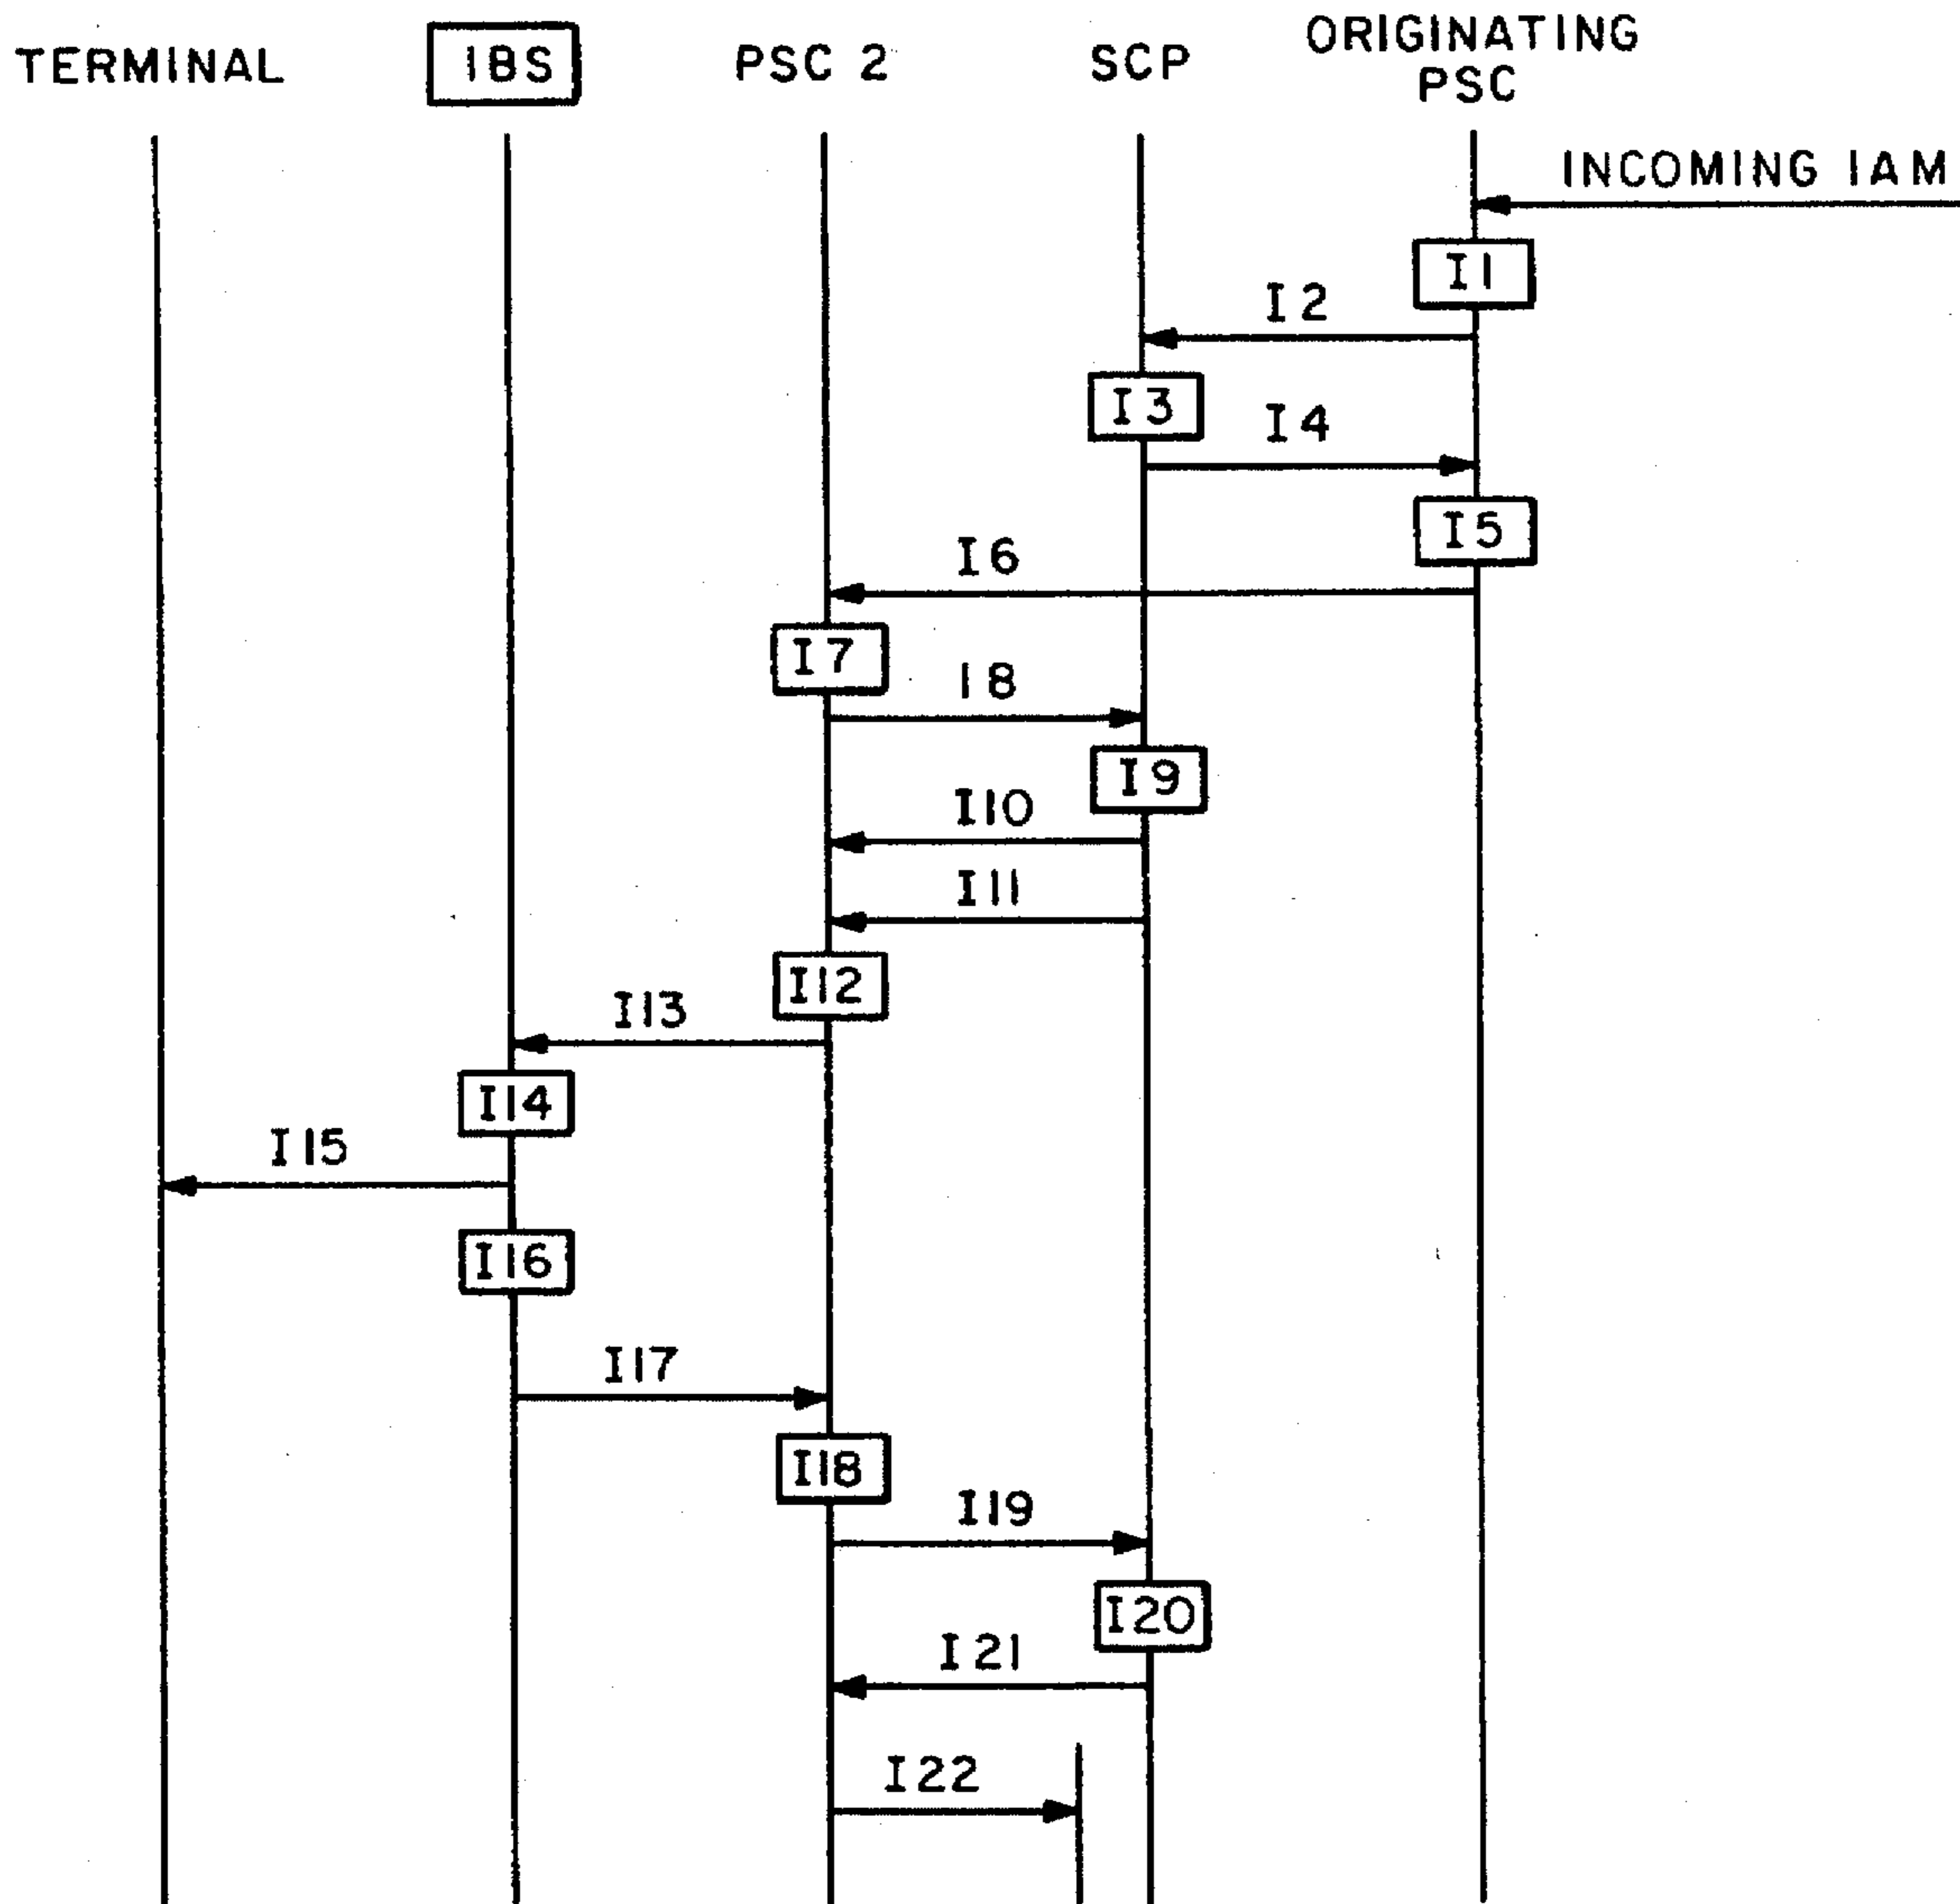 TERMINAL
IBS
PSC 2
SCP
ORIGINATING
PSC
INCOMING IAM
I1
I2
I3
I4
I5
I6
I7
I8
I9
I10
I11
I12
I13
I14
I15
I16
I17
I18
I19
I20
I21
I22